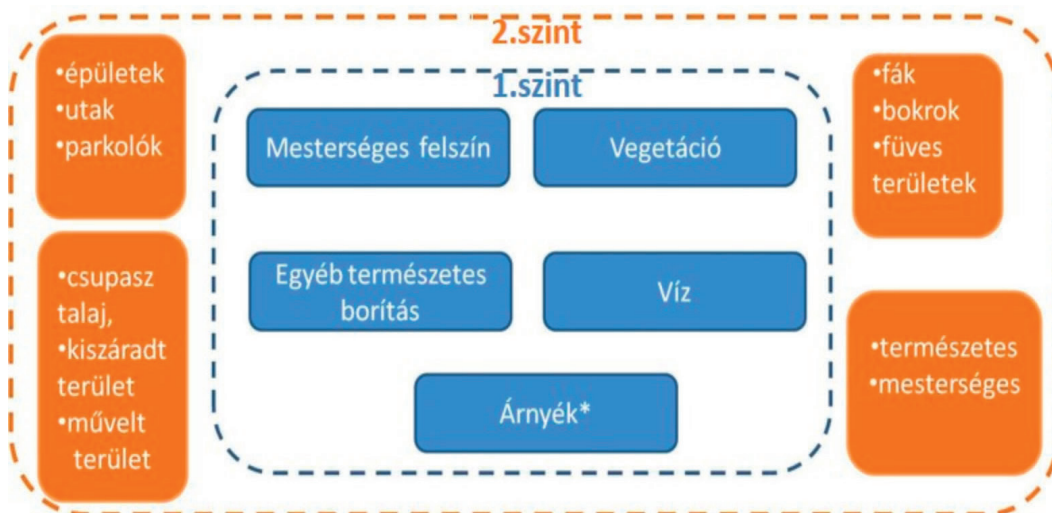 2.szint
1.szint
•épületek
•utak
•parkolók
Mesterséges felszín
Vegetáció
•fák
•bokrok
•füves
területek
•csupasz
talaj,
•kiszáradt
terület
•művelt
terület
Egyéb természetes
borítás
Víz
•természetes
•mesterséges
Árnyék*